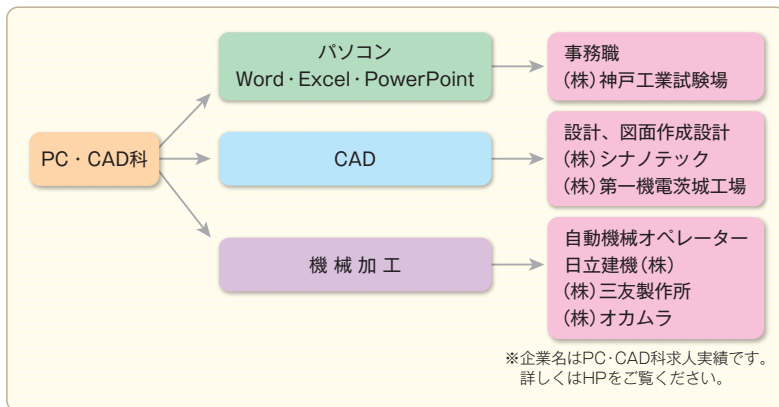 PC・CAD科
パソコン
Word・Excel・PowerPoint
事務職
(株)神戸工業試験場
CAD
設計、図面作成設計
(株)シナノテック
(株)第一機電茨城工場
機械加工
自動機械オペレーター
日立建機(株)
(株)三友製作所
(株)オカムラ
※企業名はPC・CAD科求人実績です。
詳しくはHPをご覧ください。